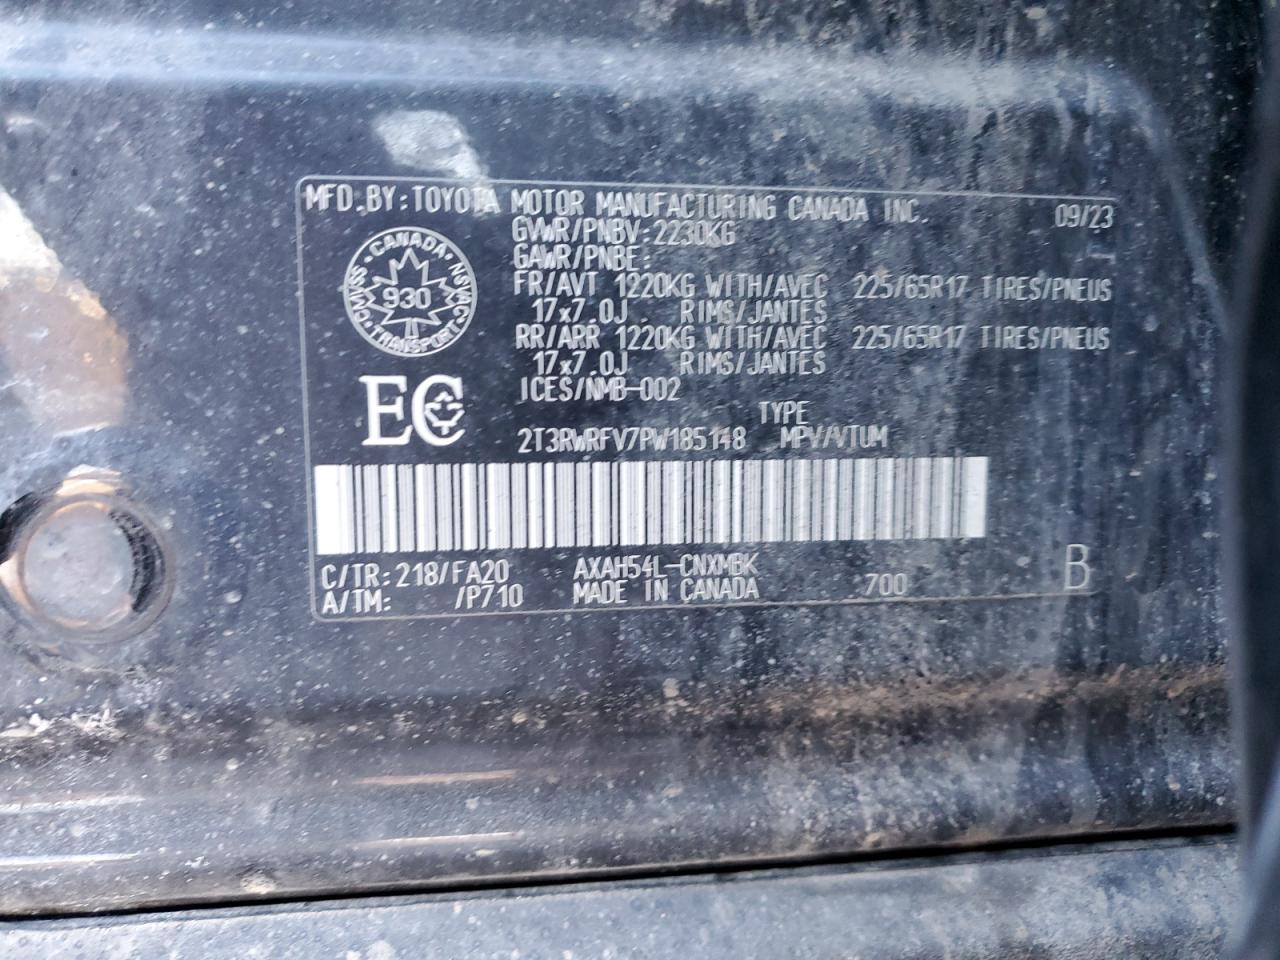 MFD.BY:TOYOTA MOTOR MANUFACTURING CANADA INC. 09/23
GVWR/PNBV:2230KG
GAWR/PNBE:
FR/AVT 1220KG WITH/AVEC 225/65R17 TIRES/PNEUS
17x7.0J RIMS/JANTES
RR/ARR 1220KG WITH/AVEC 225/65R17 TIRES/PNEUS
17x7.0J RIMS/JANTES
ICES/NMB-002
CANADA
CMVSS NSVAC
930
TRANSPORT
EC
TYPE
2T3RWRFV7PW185148 MPV/VTUM
C/TR:218/FA20 AXAH54L-CNXMBK B
A/TM: /P710 MADE IN CANADA 700